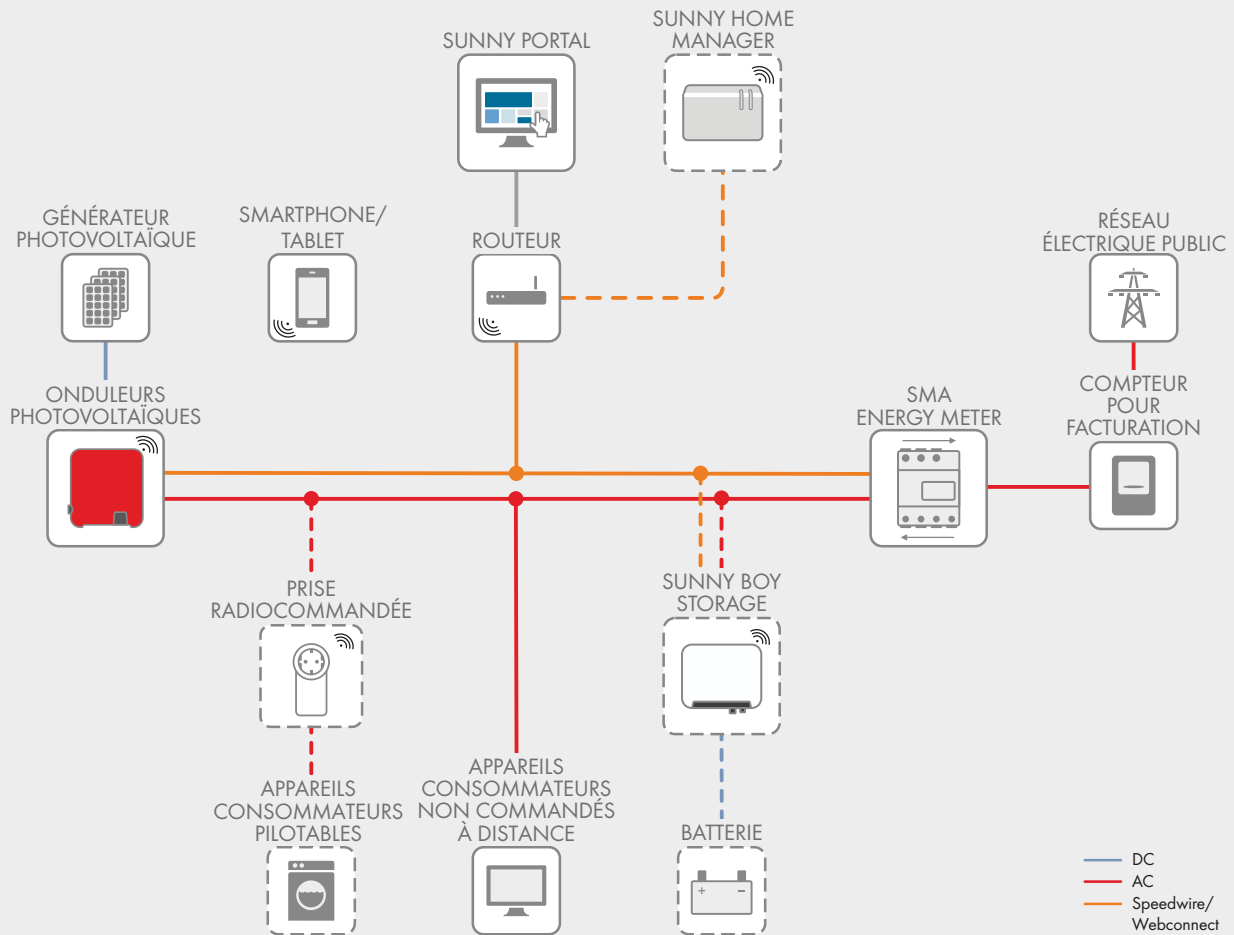 SUNNY PORTAL
SUNNY HOME
MANAGER
GÉNÉRATEUR
PHOTOVOLTAÏQUE
SMARTPHONE/
TABLET
ROUTEUR
RÉSEAU
ÉLECTRIQUE PUBLIC
ONDULEURS
PHOTOVOLTAÏQUES
SMA
ENERGY METER
COMPTEUR
POUR
FACTURATION
PRISE
RADIOCOMMANDÉE
SUNNY BOY
STORAGE
APPAREILS
CONSOMMATEURS
PILOTABLES
APPAREILS
CONSOMMATEURS
NON COMMANDÉS
À DISTANCE
BATTERIE
+ −
DC
AC
Speedwire/
Webconnect